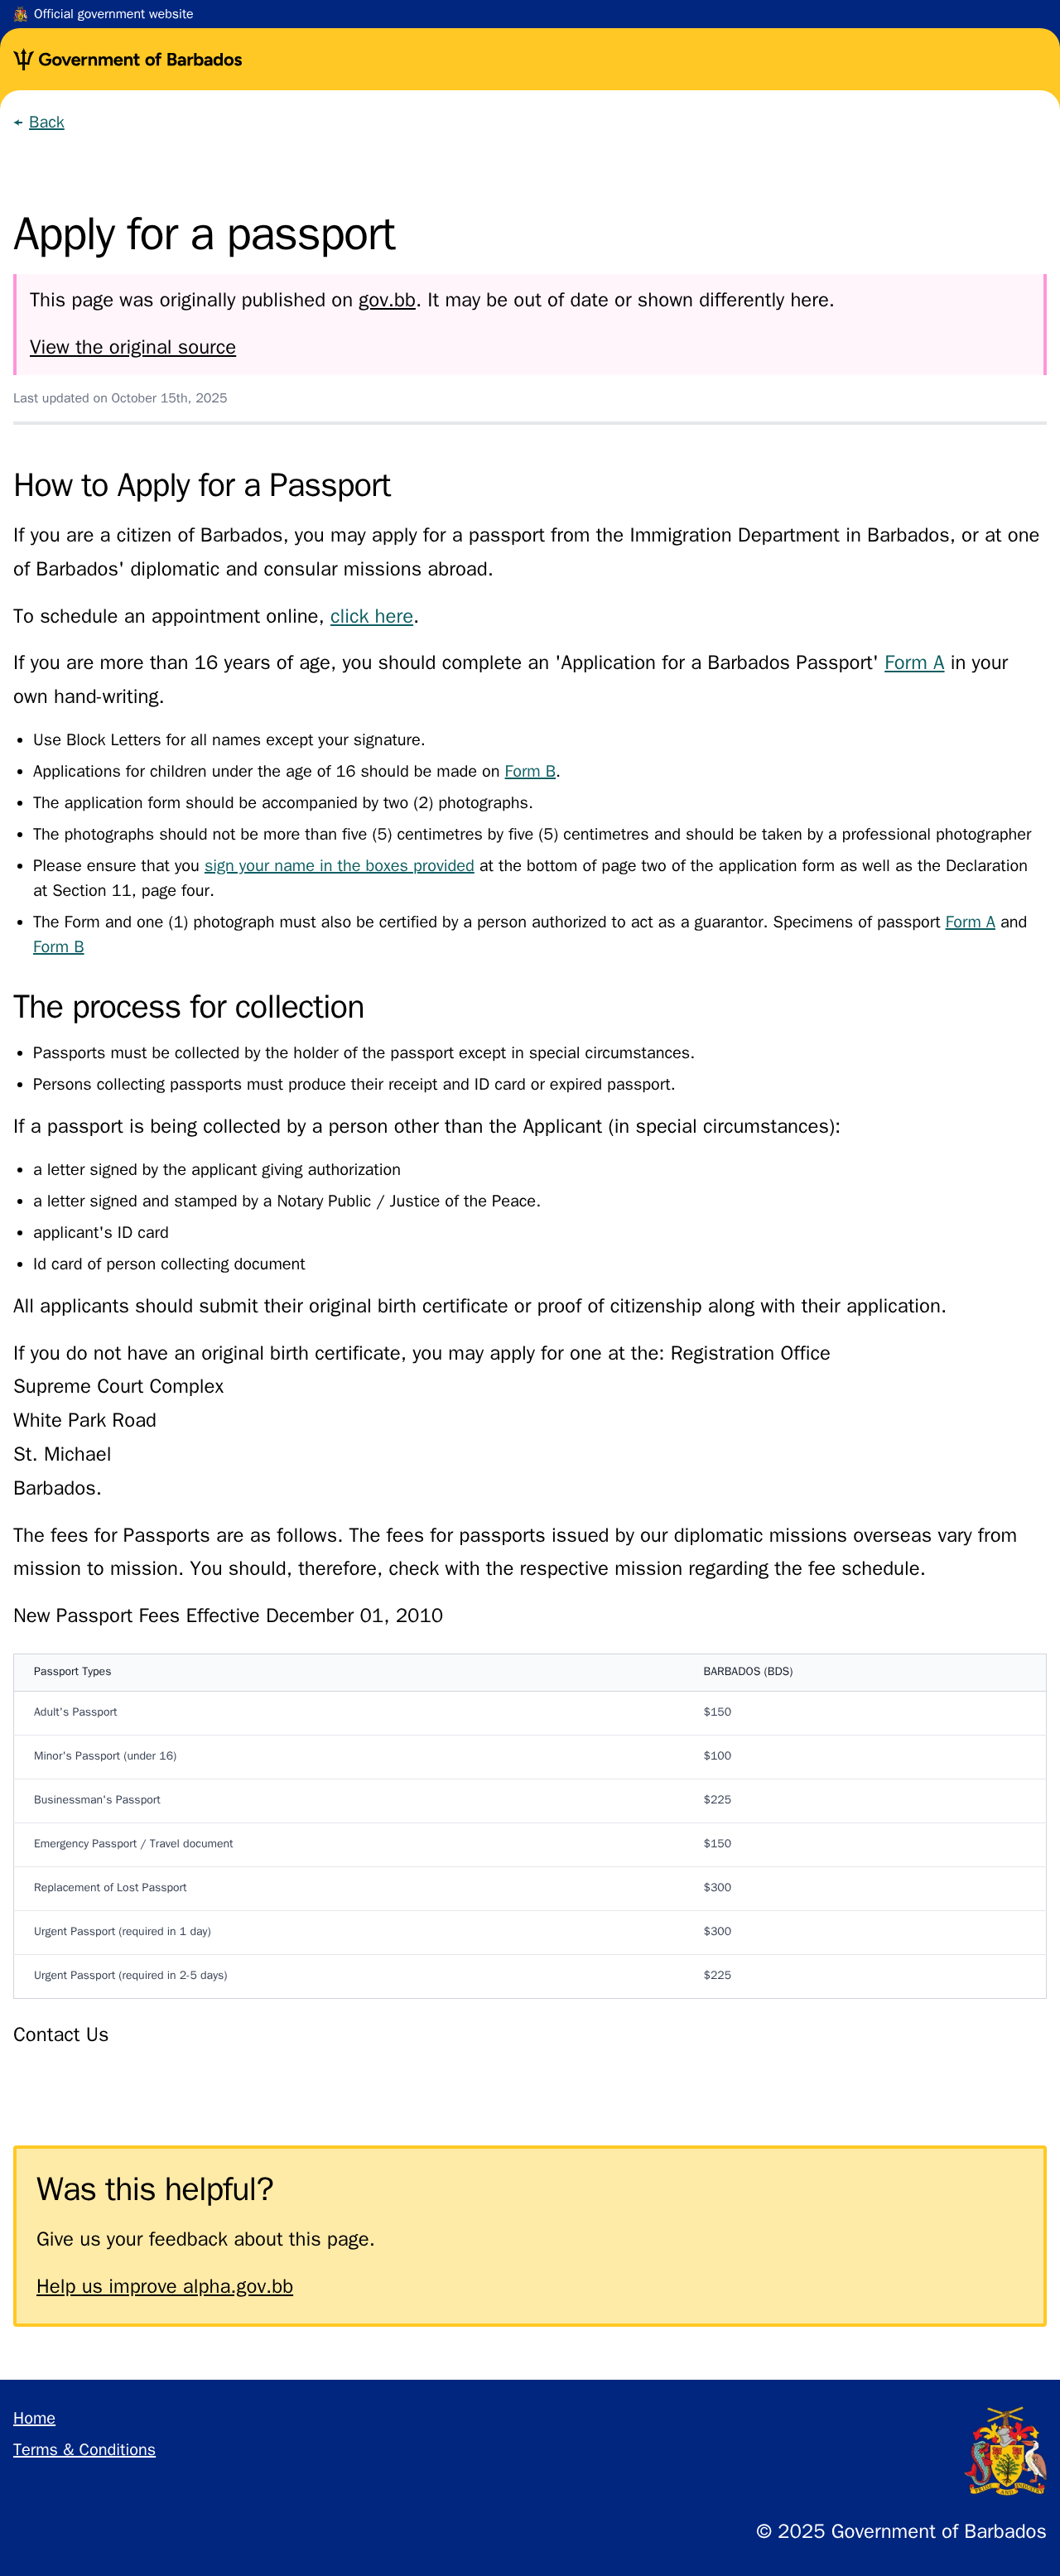 Official government website
Government of Barbados
Back
Apply for a passport
This page was originally published on gov.bb. It may be out of date or shown differently here.
View the original source
Last updated on October 15th, 2025
How to Apply for a Passport
If you are a citizen of Barbados, you may apply for a passport from the Immigration Department in Barbados, or at one
of Barbados' diplomatic and consular missions abroad.
To schedule an appointment online, click here.
If you are more than 16 years of age, you should complete an 'Application for a Barbados Passport' Form A in your
own hand-writing.
• Use Block Letters for all names except your signature.
• Applications for children under the age of 16 should be made on Form B.
• The application form should be accompanied by two (2) photographs.
• The photographs should not be more than five (5) centimetres by five (5) centimetres and should be taken by a professional photographer
• Please ensure that you sign your name in the boxes provided at the bottom of page two of the application form as well as the Declaration
at Section 11, page four.
• The Form and one (1) photograph must also be certified by a person authorized to act as a guarantor. Specimens of passport Form A and
Form B
The process for collection
• Passports must be collected by the holder of the passport except in special circumstances.
• Persons collecting passports must produce their receipt and ID card or expired passport.
If a passport is being collected by a person other than the Applicant (in special circumstances):
• a letter signed by the applicant giving authorization
• a letter signed and stamped by a Notary Public / Justice of the Peace.
• applicant's ID card
• Id card of person collecting document
All applicants should submit their original birth certificate or proof of citizenship along with their application.
If you do not have an original birth certificate, you may apply for one at the: Registration Office
Supreme Court Complex
White Park Road
St. Michael
Barbados.
The fees for Passports are as follows. The fees for passports issued by our diplomatic missions overseas vary from
mission to mission. You should, therefore, check with the respective mission regarding the fee schedule.
New Passport Fees Effective December 01, 2010
Passport Types BARBADOS (BDS)
Adult's Passport $150
Minor's Passport (under 16) $100
Businessman's Passport $225
Emergency Passport / Travel document $150
Replacement of Lost Passport $300
Urgent Passport (required in 1 day) $300
Urgent Passport (required in 2-5 days) $225
Contact Us
Was this helpful?
Give us your feedback about this page.
Help us improve alpha.gov.bb
Home
Terms & Conditions
PRIDE AND INDUSTRY
© 2025 Government of Barbados